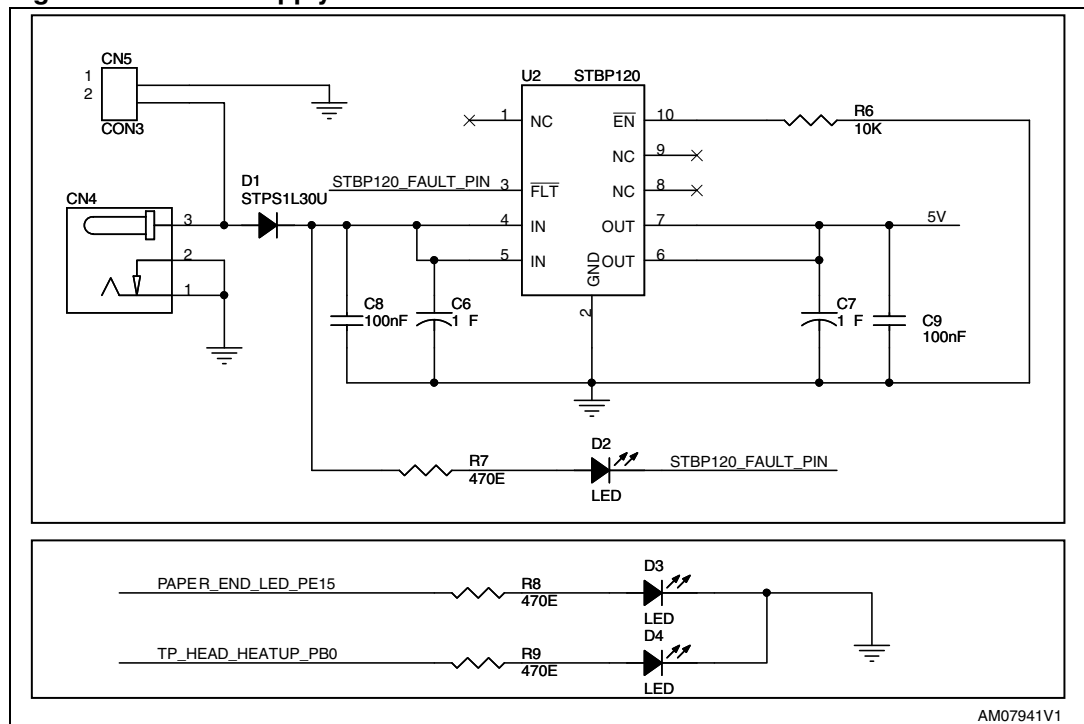 CN5
1
2
CON3
CN4
3
2
1
D1
STPS1L30U
STBP120_FAULT_PIN
U2 STBP120
1 NC
3 FLT
4 IN
5 IN
GND
2
EN 10
NC 9
NC 8
OUT 7
OUT 6
R6
10K
5V
C8
100nF
C6
1 F
C7
1 F
C9
100nF
R7
470E
D2
LED
STBP120_FAULT_PIN
PAPER_END_LED_PE15
R8
470E
D3
LED
TP_HEAD_HEATUP_PB0
R9
470E
D4
LED
AM07941V1